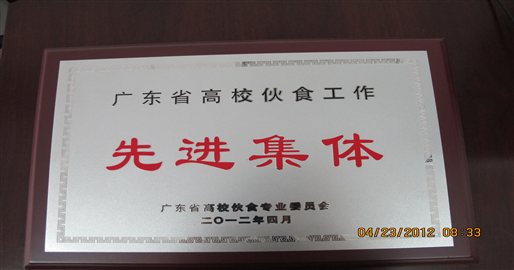 广东省高校伙食工作
先进集体
广东省高校伙食专业委员会
二〇一二年四月
04/23/2012 08:33